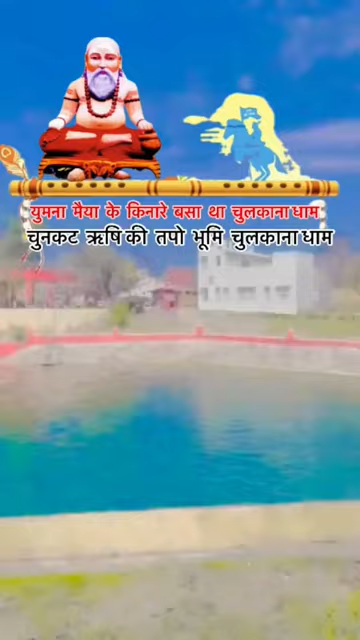 युमना मैया के किनारे बसा था चुलकाना धाम
चुनकट ऋषि की तपो भूमि चुलकाना धाम